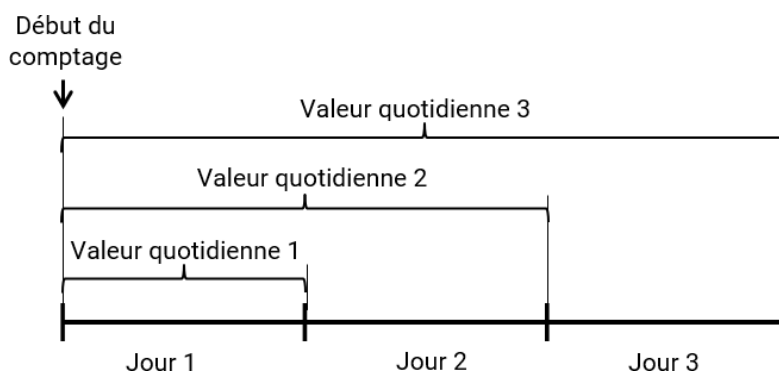 Début du
comptage
Valeur quotidienne 3
Valeur quotidienne 2
Valeur quotidienne 1
Jour 1
Jour 2
Jour 3